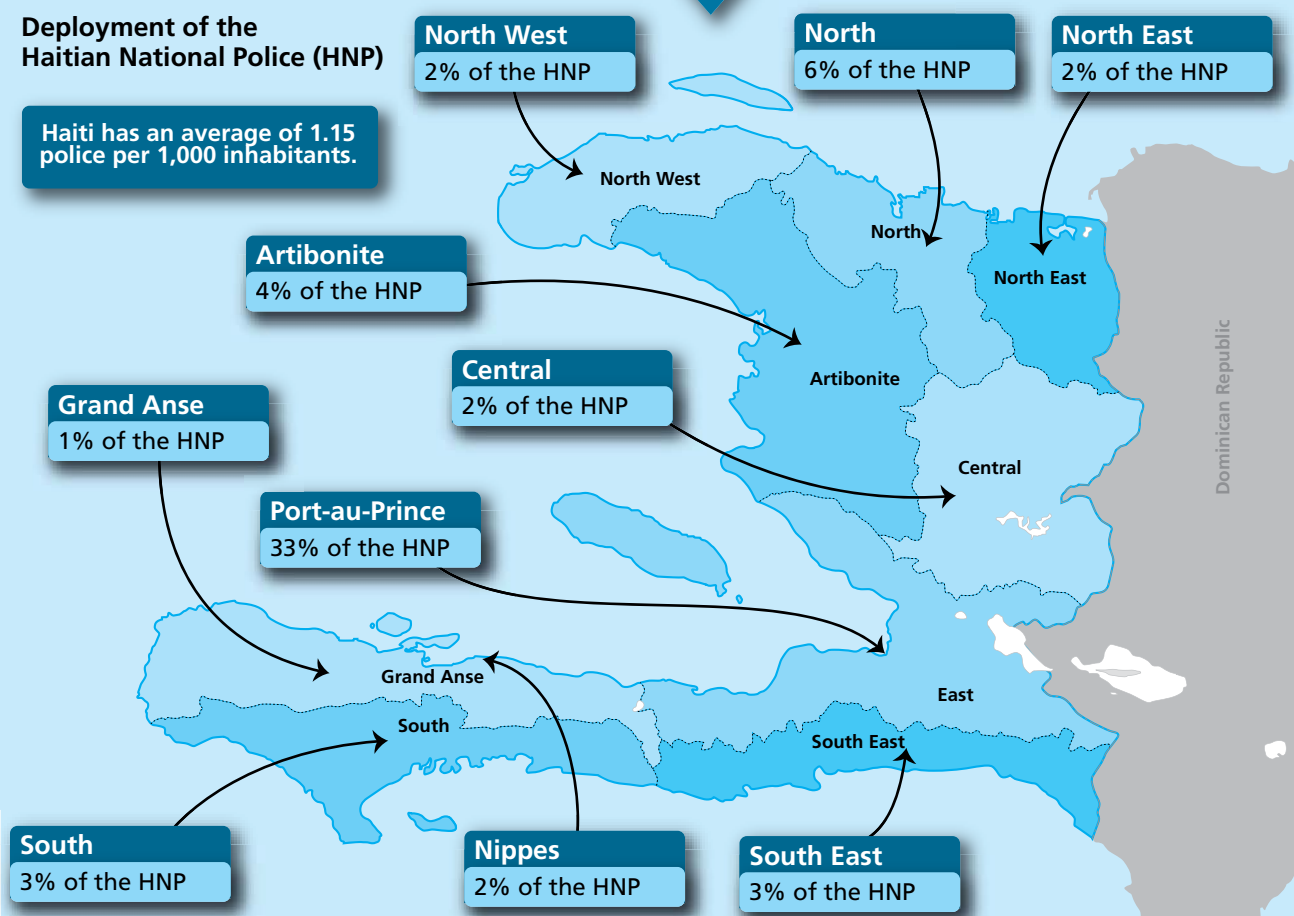 Deployment of the
Haitian National Police (HNP)
Haiti has an average of 1.15
police per 1,000 inhabitants.
North West
2% of the HNP
North
6% of the HNP
North East
2% of the HNP
Artibonite
4% of the HNP
Central
2% of the HNP
Grand Anse
1% of the HNP
Port-au-Prince
33% of the HNP
South
3% of the HNP
Nippes
2% of the HNP
South East
3% of the HNP
North West
North
North East
Artibonite
Central
Grand Anse
South
East
South East
Dominican Republic